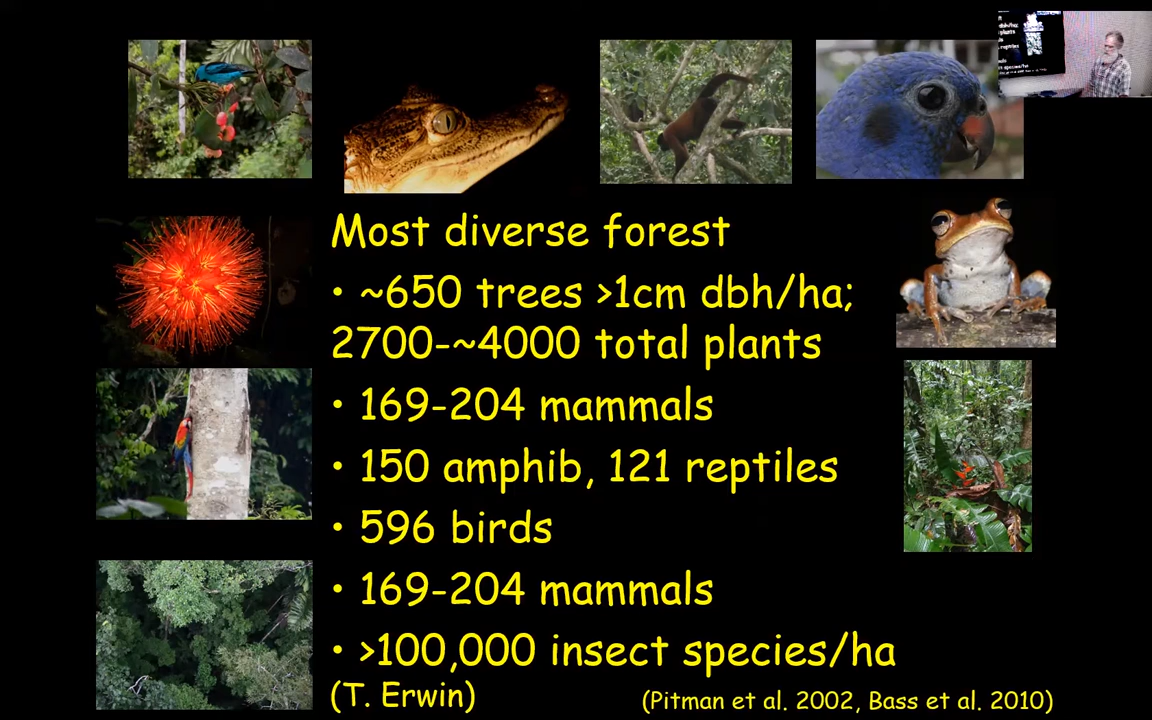 Most diverse forest
• ~650 trees >1cm dbh/ha;
2700-~4000 total plants
• 169-204 mammals
• 150 amphib, 121 reptiles
• 596 birds
• 169-204 mammals
• >100,000 insect species/ha
(T. Erwin)
(Pitman et al. 2002, Bass et al. 2010)